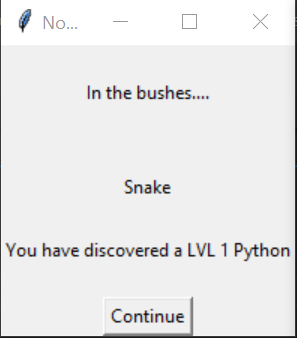 No...
In the bushes....
Snake
You have discovered a LVL 1 Python
Continue